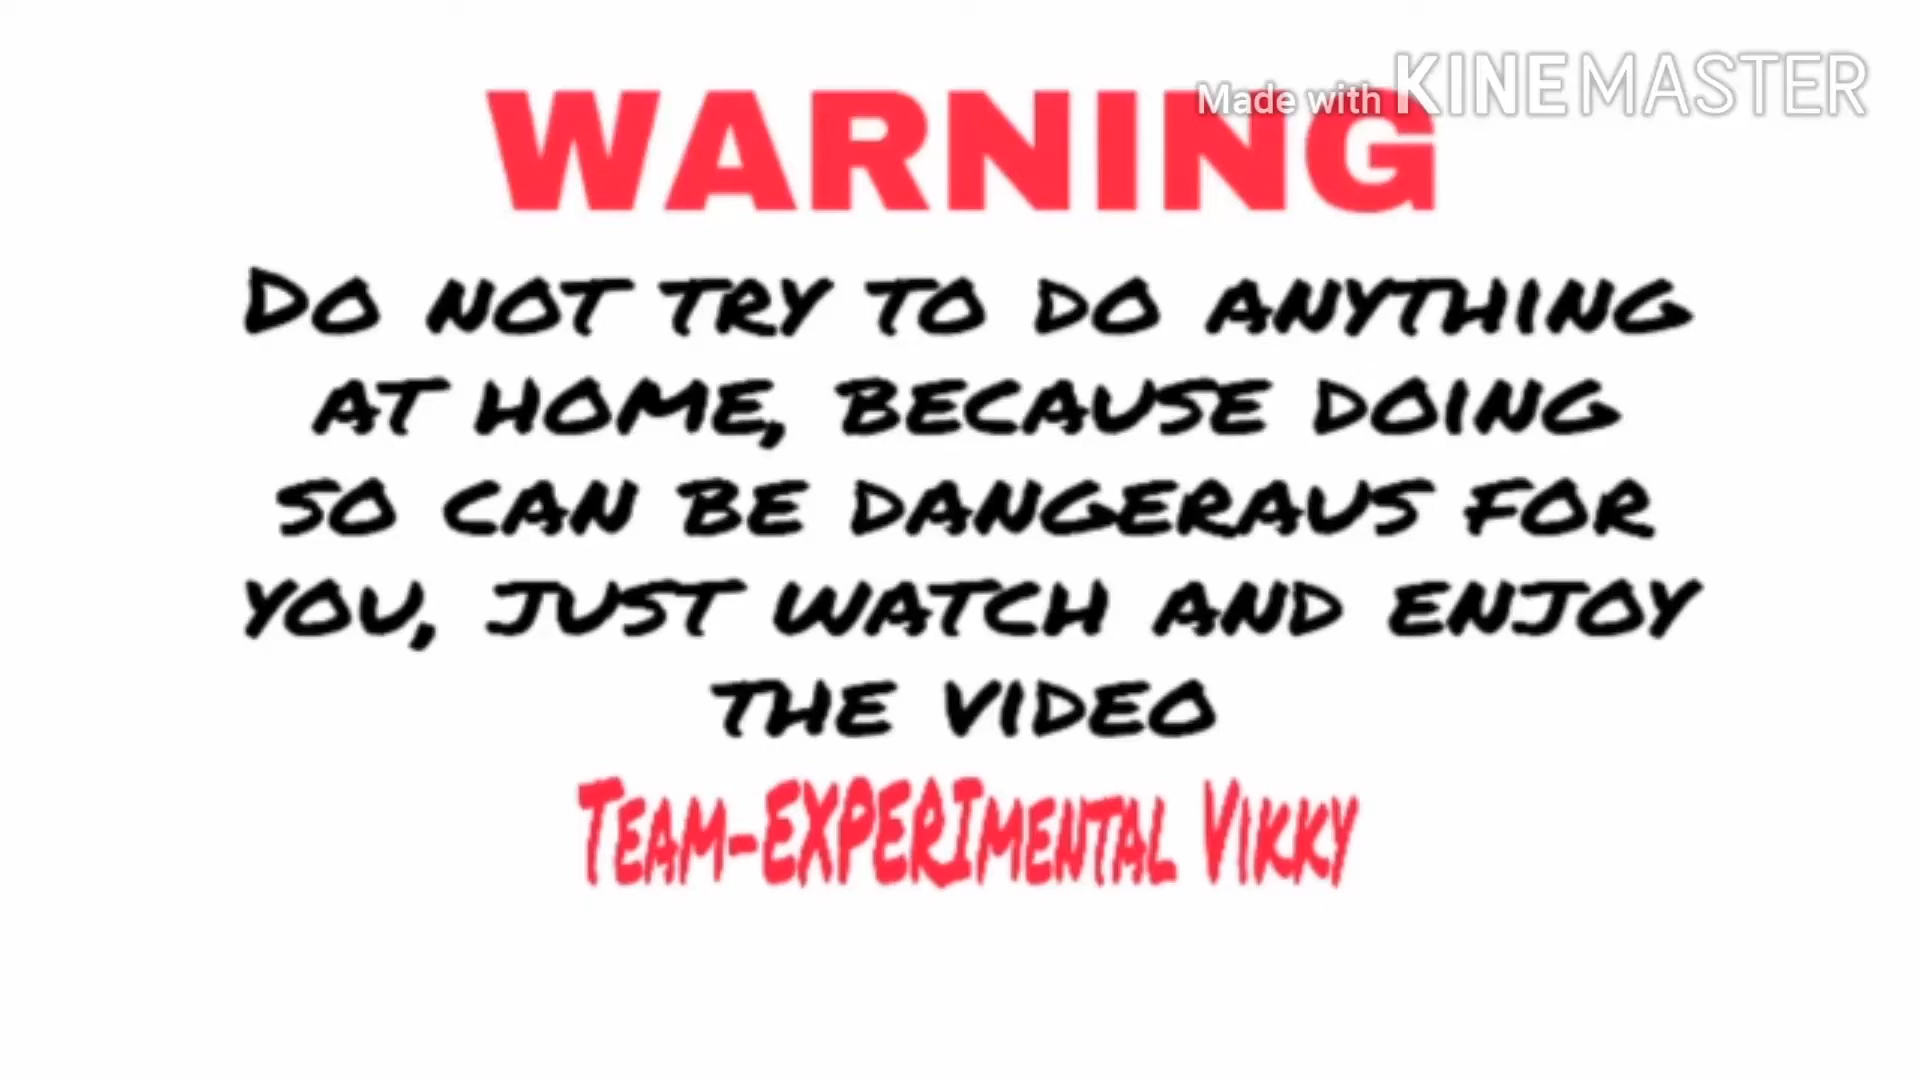 Made with KINEMASTER
WARNING
DO NOT TRY TO DO ANYTHING
AT HOME, BECAUSE DOING
SO CAN BE DANGERAUS FOR
YOU, JUST WATCH AND ENJOY
THE VIDEO
TEAM-EXPERIMENTAL VIKKY